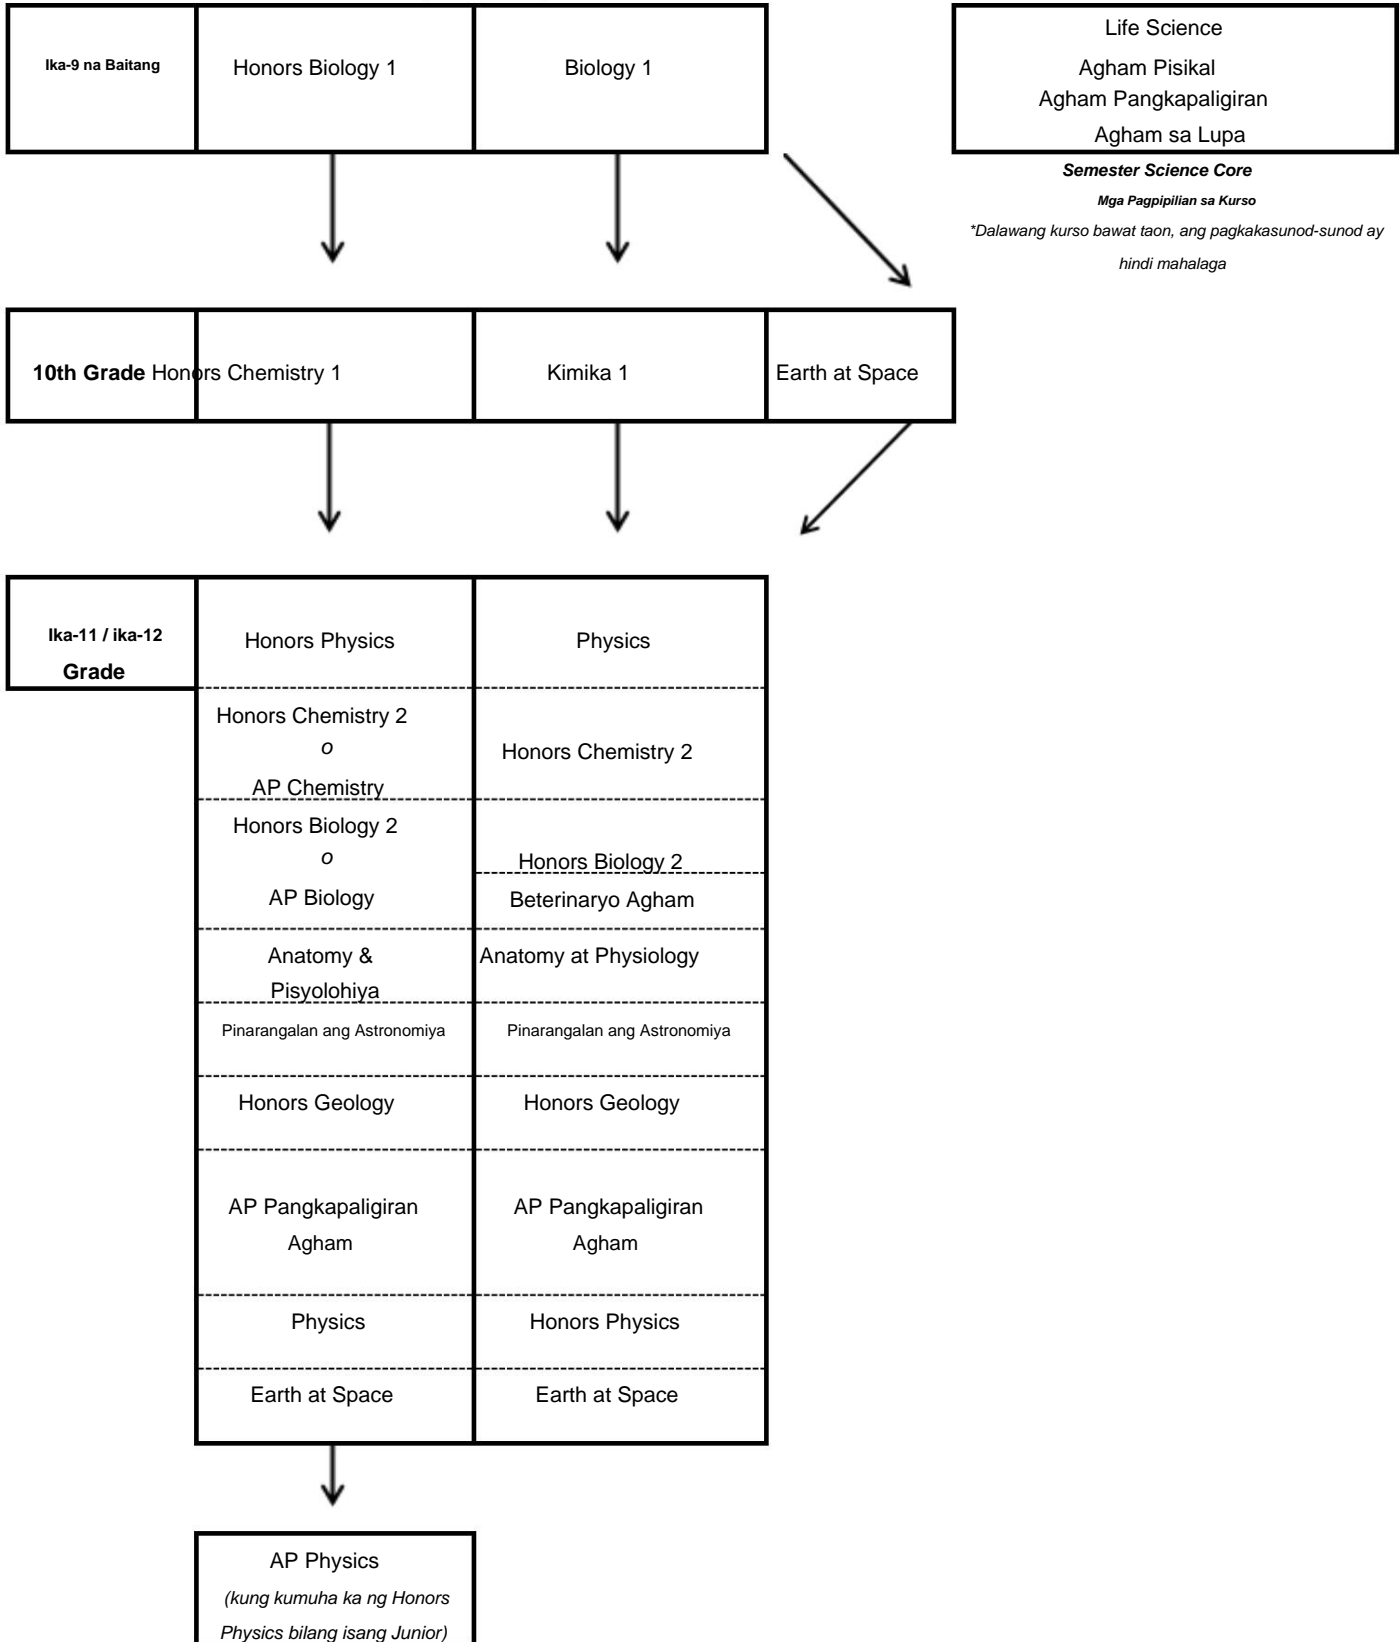 Ika-9 na Baitang
Honors Biology 1
Biology 1
Life Science
Agham Pisikal
Agham Pangkapaligiran
Agham sa Lupa
Semester Science Core
Mga Pagpipilian sa Kurso
*Dalawang kurso bawat taon, ang pagkakasunod-sunod ay
hindi mahalaga
10th Grade Honors Chemistry 1
Kimika 1
Earth at Space
Ika-11 / ika-12
Grade
Honors Physics
Physics
Honors Chemistry 2
o
AP Chemistry
Honors Chemistry 2
Honors Biology 2
o
AP Biology
Honors Biology 2
Beterinaryo Agham
Anatomy &
Pisyolohiya
Anatomy at Physiology
Pinarangalan ang Astronomiya
Pinarangalan ang Astronomiya
Honors Geology
Honors Geology
AP Pangkapaligiran
Agham
AP Pangkapaligiran
Agham
Physics
Honors Physics
Earth at Space
Earth at Space
AP Physics
(kung kumuha ka ng Honors
Physics bilang isang Junior)